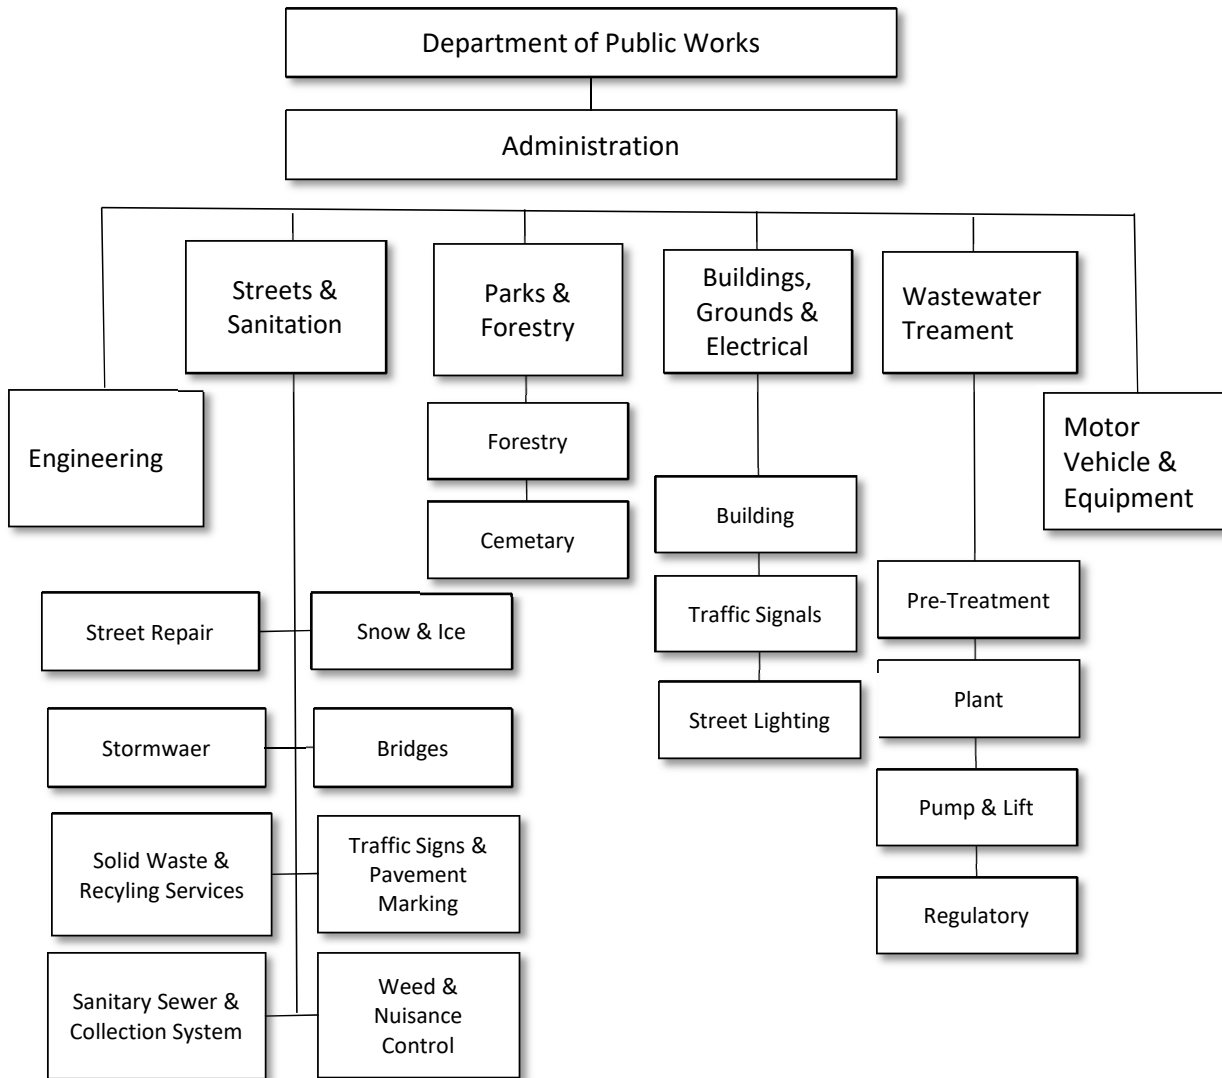 Department of Public Works
Administration
Streets &
Sanitation
Parks &
Forestry
Buildings,
Grounds &
Electrical
Wastewater
Treament
Engineering
Motor
Vehicle &
Equipment
Forestry
Cemetary
Building
Traffic Signals
Street Lighting
Pre-Treatment
Plant
Pump & Lift
Regulatory
Street Repair
Snow & Ice
Stormwaer
Bridges
Solid Waste &
Recyling Services
Traffic Signs &
Pavement
Marking
Sanitary Sewer &
Collection System
Weed &
Nuisance
Control